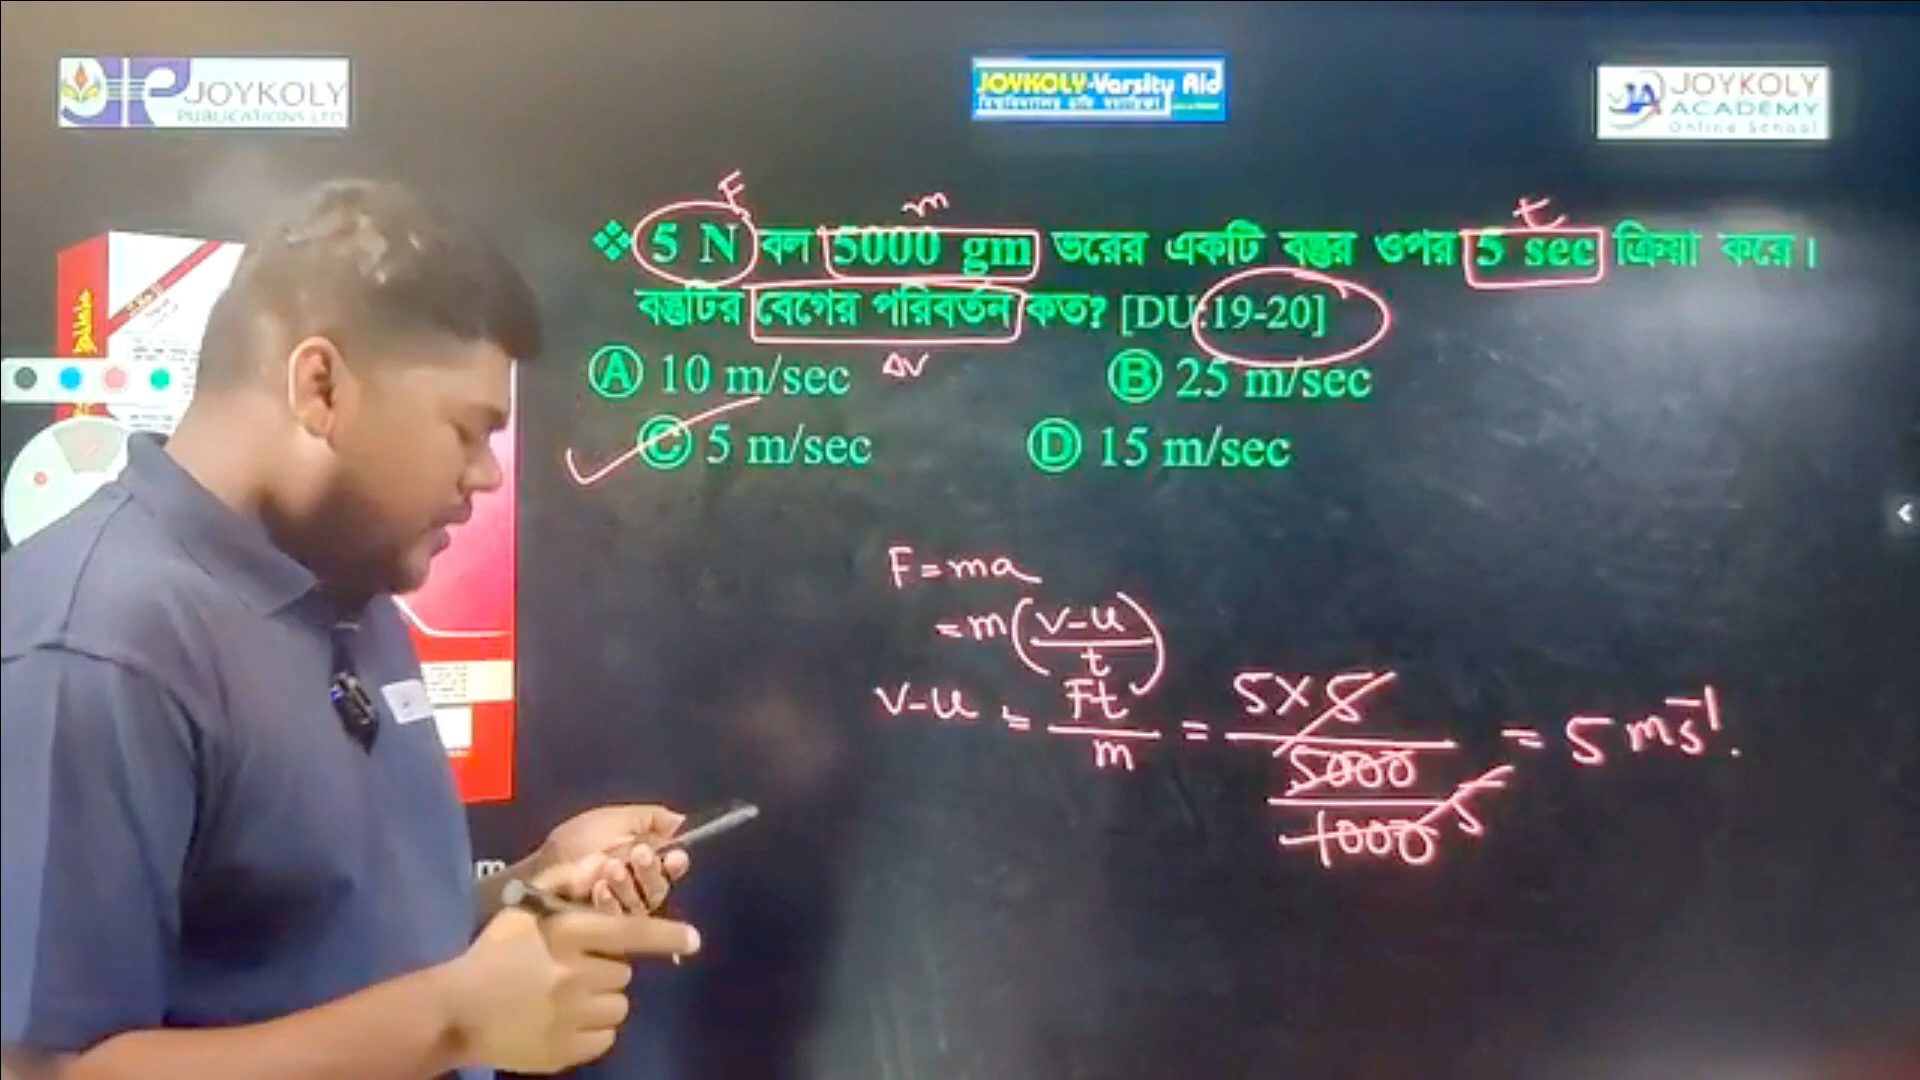 JOYKOLY
PUBLICATIONS LTD
JOYKOLY-Varsity Aid
JOYKOLY
ACADEMY
Online School
F
m
t
❖ 5 N বল 5000 gm ভরের একটি বস্তুর ওপর 5 sec ক্রিয়া করে।
বস্তুটির বেগের পরিবর্তন কত? [DU:19-20]
Δv
Ⓐ 10 m/sec Ⓑ 25 m/sec
Ⓒ 5 m/sec Ⓓ 15 m/sec
F = ma
= m(v-u/t)
v-u = Ft/m = 5×5/5000/1000 = 5 ms⁻¹.
5
m